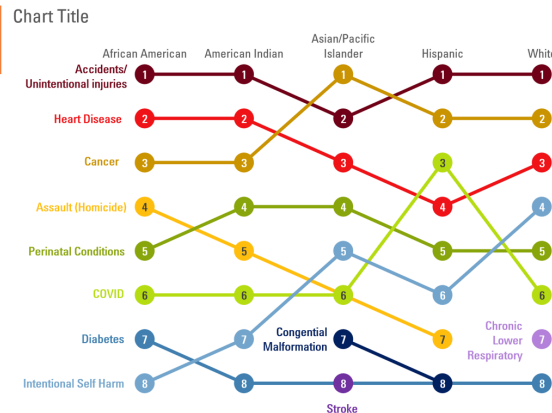 Chart Title
African American American Indian Asian/Pacific Islander Hispanic White
Accidents/
Unintentional injuries
1 1 2 1 1
1
Heart Disease
2 2 3 4 3
2 2
Cancer
3 3
3
Assault (Homicide)
4 5 7
4
Perinatal Conditions
5 4 4 5 5
5
COVID
6 6 6 6
6
Diabetes
7 8 8
7
Congential
Malformation
7 8
7
Chronic
Lower
Respiratory
7
Intentional Self Harm
8
8
Stroke